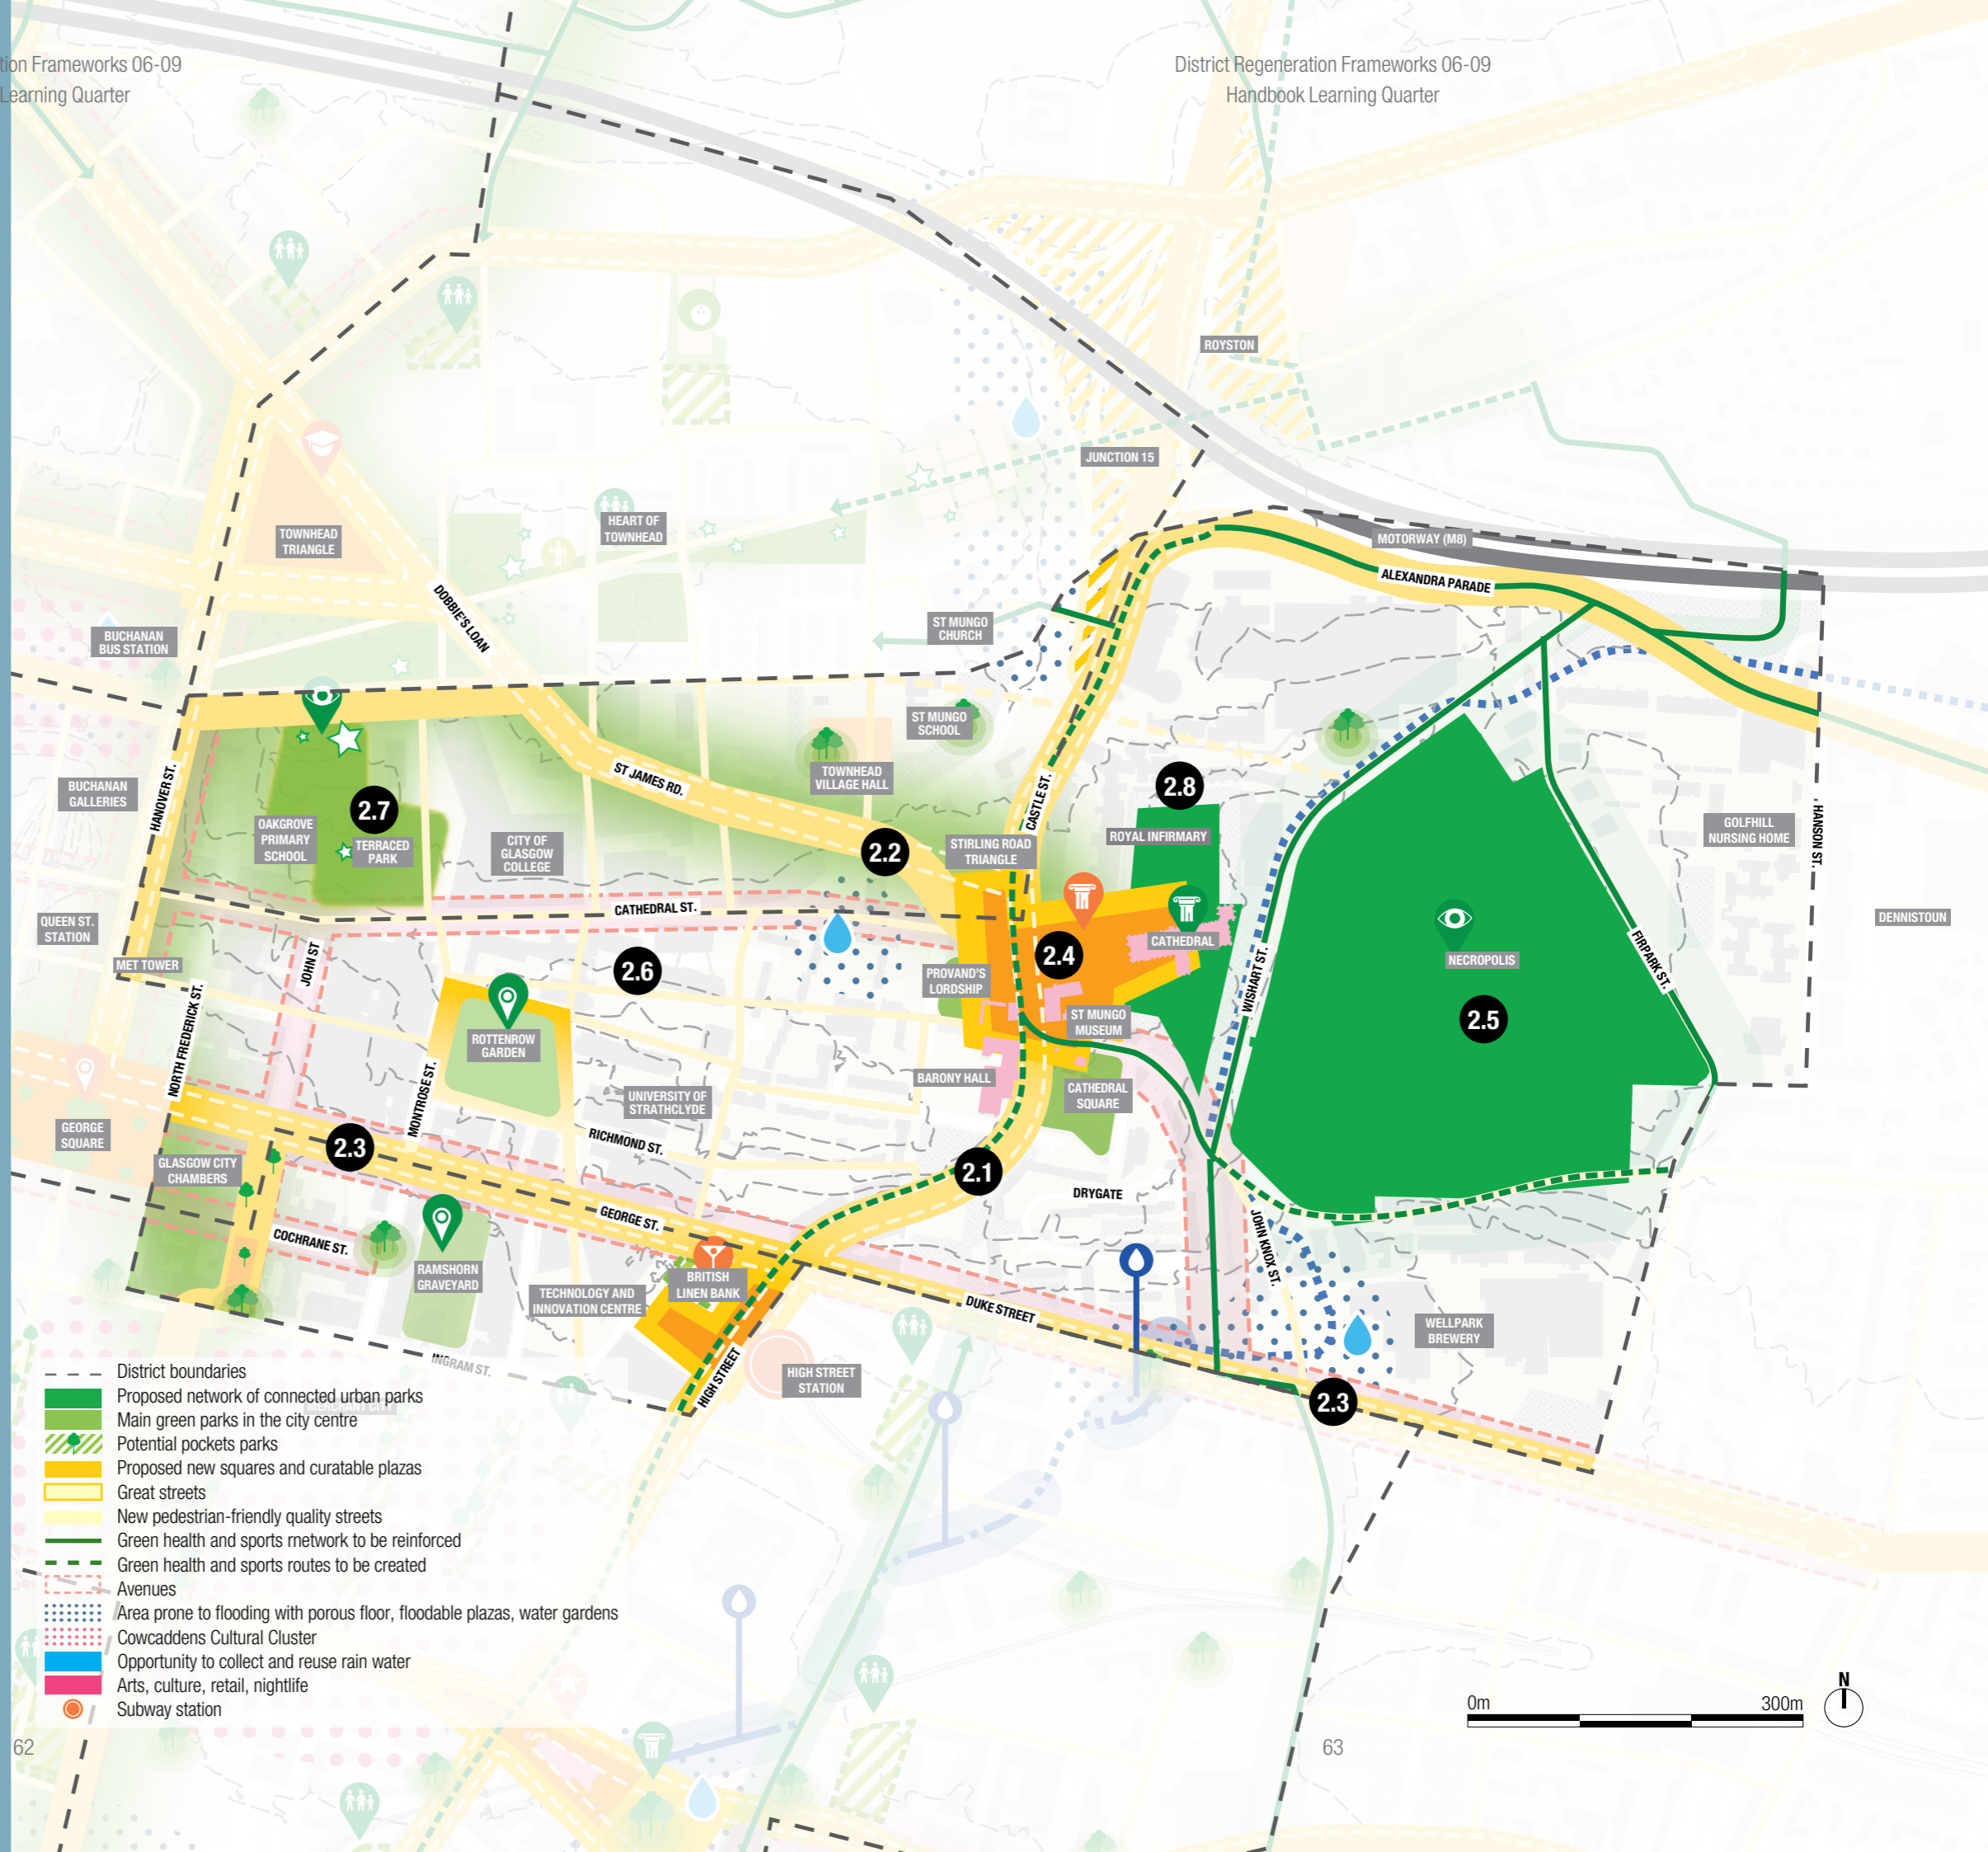 tion Frameworks 06-09
Learning Quarter
District Regeneration Frameworks 06-09
Handbook Learning Quarter
ROYSTON
JUNCTION 15
HEART OF
TOWNHEAD
TOWNHEAD
TRIANGLE
MOTORWAY (M8)
ALEXANDRA PARADE
DOBBIE'S LOAN
ST MUNGO
CHURCH
BUCHANAN
BUS STATION
ST MUNGO
SCHOOL
ST JAMES RD.
TOWNHEAD
VILLAGE HALL
BUCHANAN
GALLERIES
HANOVER ST.
CASTLE ST.
2.8
2.7
ROYAL INFIRMARY
GOLFHILL
NURSING HOME
HANSON ST.
OAKGROVE
PRIMARY
SCHOOL
TERRACED
PARK
CITY OF
GLASGOW
COLLEGE
2.2
STIRLING ROAD
TRIANGLE
CATHEDRAL ST.
QUEEN ST.
STATION
DENNISTOUN
CATHEDRAL
2.4
NECROPOLIS
FIRPARK ST.
MET TOWER
JOHN ST
2.6
PROVAND'S
LORDSHIP
WISHART ST.
NORTH FREDERICK ST.
ROTTENROW
GARDEN
ST MUNGO
MUSEUM
2.5
BARONY HALL
CATHEDRAL
SQUARE
MONTROSE ST.
UNIVERSITY OF
STRATHCLYDE
GEORGE
SQUARE
2.3
RICHMOND ST.
GLASGOW CITY
CHAMBERS
2.1
DRYGATE
GEORGE ST.
JOHN KNOX ST.
COCHRANE ST.
RAMSHORN
GRAVEYARD
BRITISH
LINEN BANK
TECHNOLOGY AND
INNOVATION CENTRE
DUKE STREET
WELLPARK
BREWERY
INGRAM ST.
HIGH STREET
HIGH STREET
STATION
2.3
MERCHANT CITY
District boundaries
Proposed network of connected urban parks
Main green parks in the city centre
Potential pockets parks
Proposed new squares and curatable plazas
Great streets
New pedestrian-friendly quality streets
Green health and sports rnetwork to be reinforced
Green health and sports routes to be created
Avenues
Area prone to flooding with porous floor, floodable plazas, water gardens
Cowcaddens Cultural Cluster
Opportunity to collect and reuse rain water
Arts, culture, retail, nightlife
Subway station
0m 300m
N
62
63